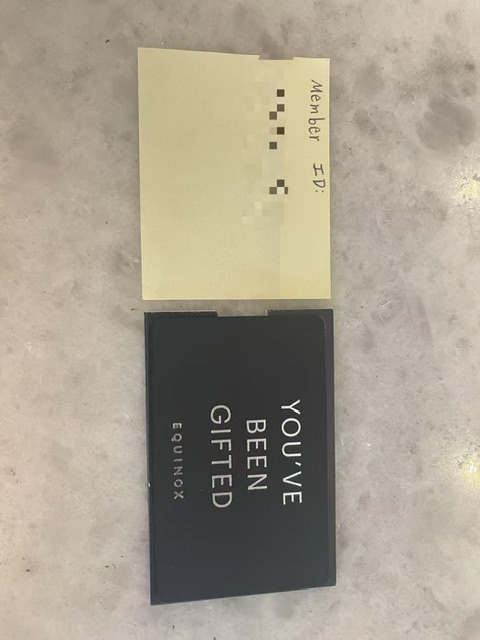 Member ID:
YOU'VE
BEEN
GIFTED
EQUINOX